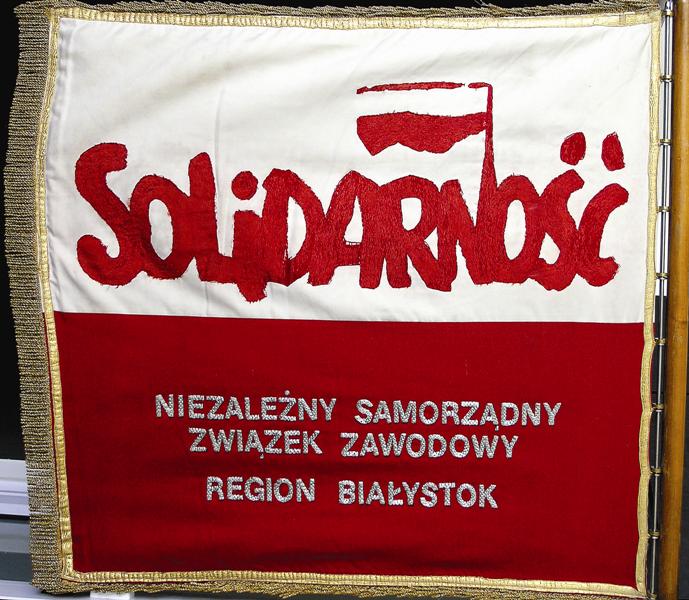 SOLiDARNOŚĆ
NIEZALEŻNY SAMORZĄDNY
ZWIĄZEK ZAWODOWY
REGION BIAŁYSTOK